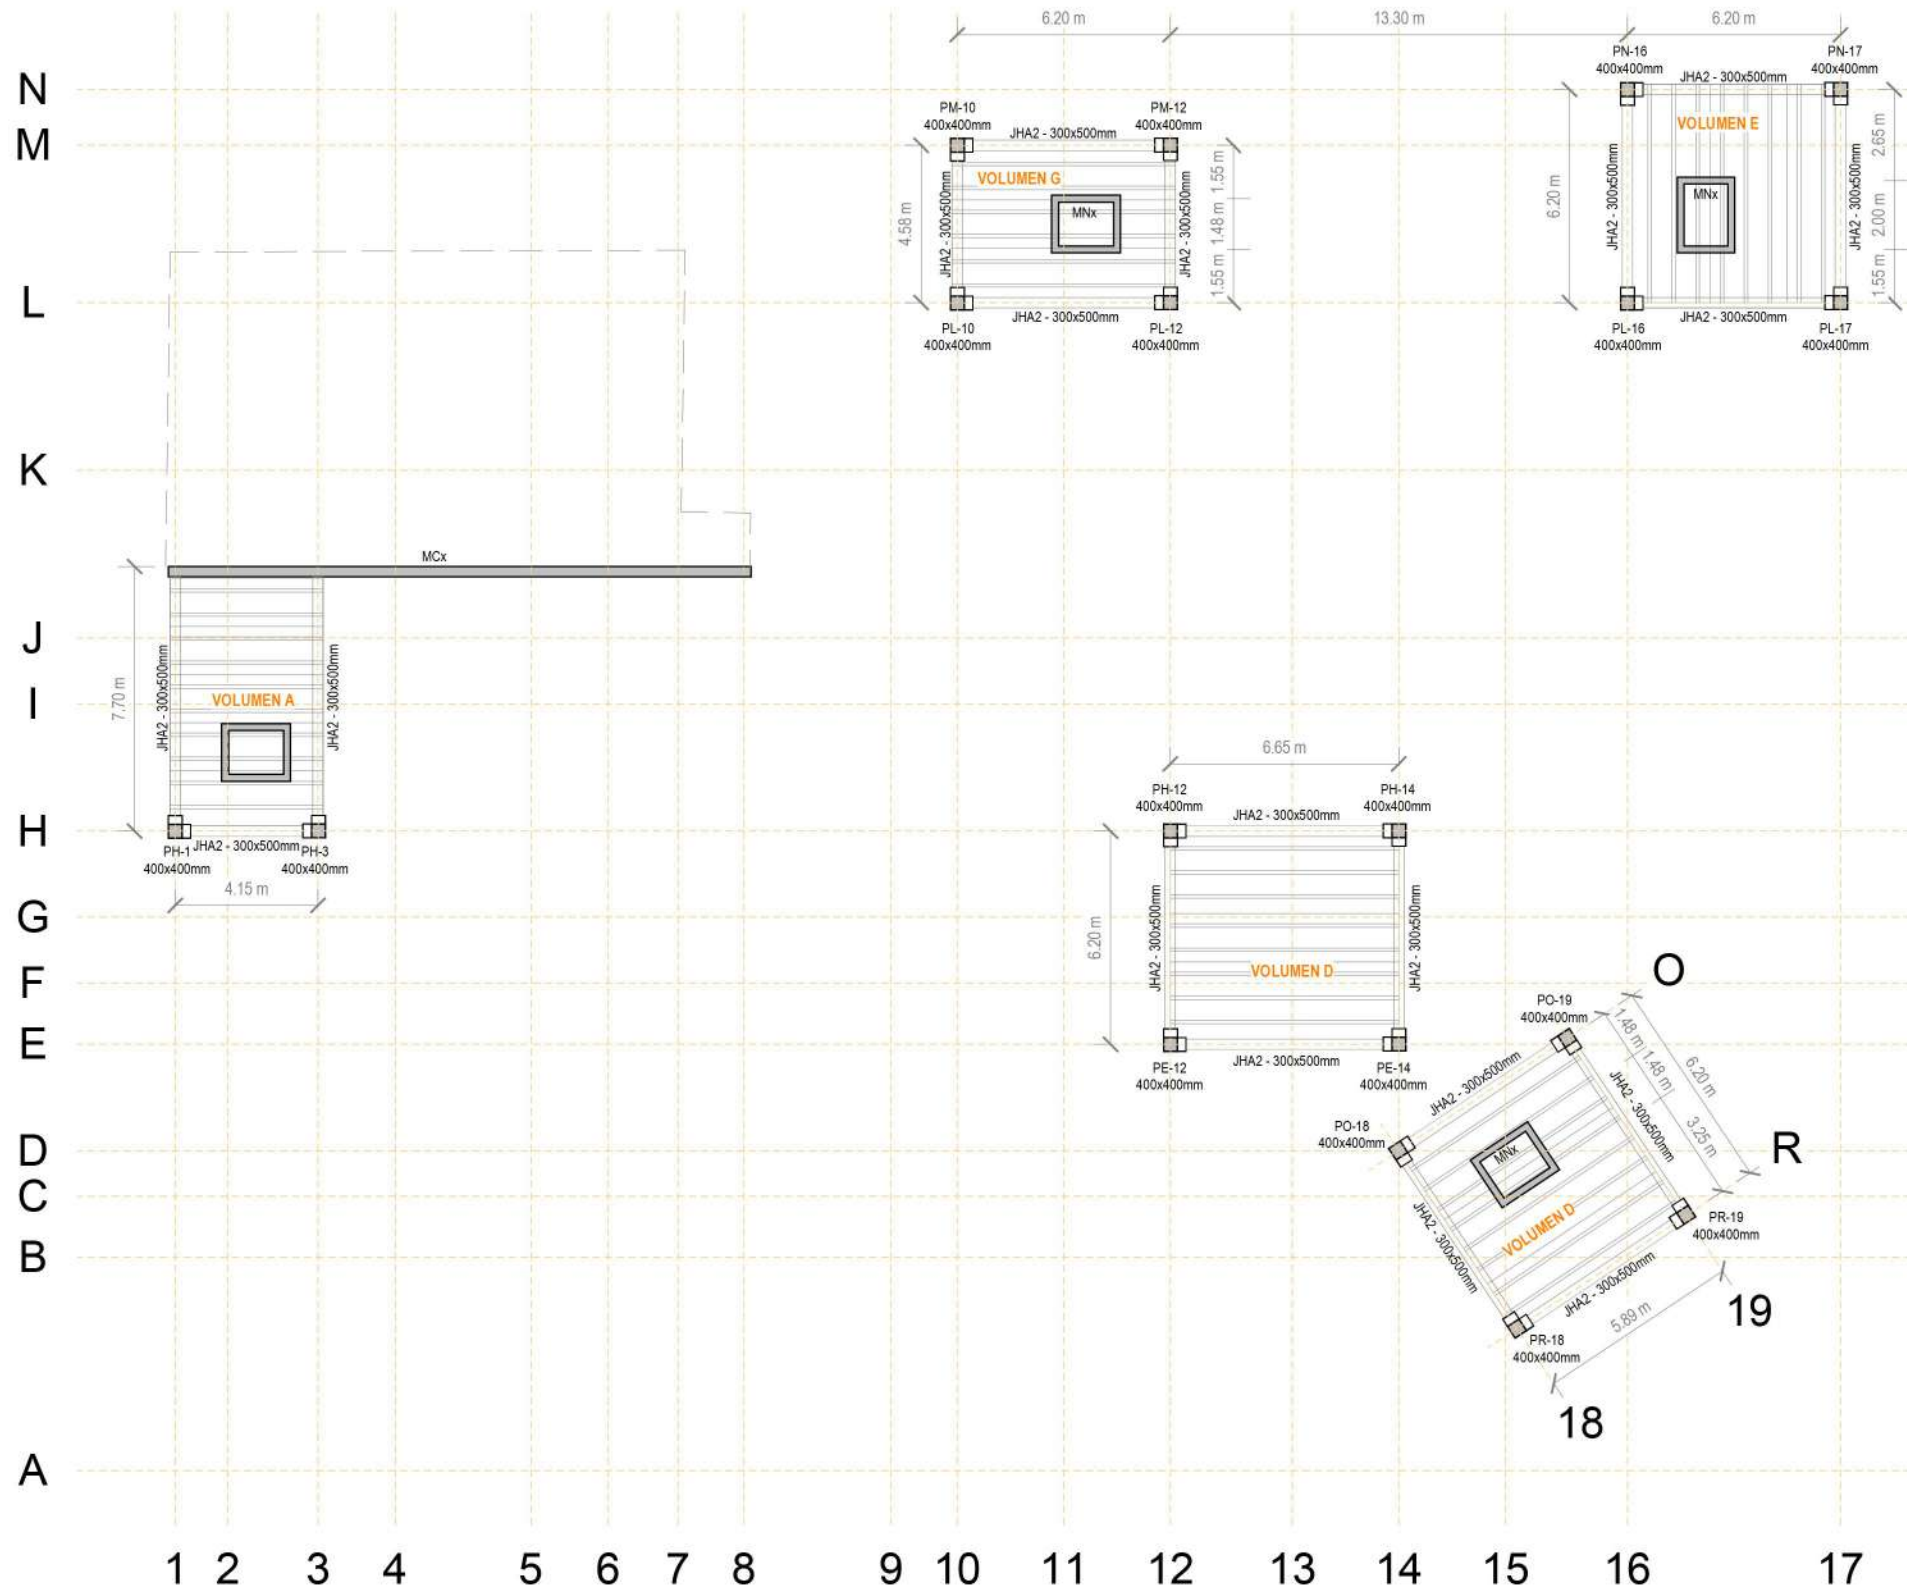 6.20 m
13.30 m
6.20 m
N
PN-16
400x400mm
JHA2 - 300x500mm
PN-17
400x400mm
VOLUMEN E
2.65 m
2.00 m
1.55 m
6.20 m
JHA2 - 300x500mm
MNx
JHA2 - 300x500mm
JHA2 - 300x500mm
PL-16
400x400mm
PL-17
400x400mm
M
PM-10
400x400mm
JHA2 - 300x500mm
PM-12
400x400mm
VOLUMEN G
4.58 m
JHA2 - 300x500mm
MNx
JHA2 - 300x500mm
1.55 m
1.48 m
1.55 m
L
JHA2 - 300x500mm
PL-10
400x400mm
PL-12
400x400mm
K
MCx
J
7.70 m
JHA2 - 300x500mm
JHA2 - 300x500mm
VOLUMEN A
I
H
JHA2 - 300x500mm
PH-1
400x400mm
PH-3
400x400mm
4.15 m
6.65 m
PH-12
400x400mm
JHA2 - 300x500mm
PH-14
400x400mm
G
6.20 m
JHA2 - 300x500mm
JHA2 - 300x500mm
VOLUMEN D
F
E
JHA2 - 300x500mm
PE-12
400x400mm
PE-14
400x400mm
O
PO-19
400x400mm
1.48 m
1.48 m
3.25 m
6.20 m
JHA2 - 300x500mm
JHA2 - 300x500mm
PO-18
400x400mm
MNx
R
D
C
JHA2 - 300x500mm
VOLUMEN D
PR-19
400x400mm
B
JHA2 - 300x500mm
5.89 m
19
PR-18
400x400mm
18
A
1 2 3 4 5 6 7 8 9 10 11 12 13 14 15 16 17